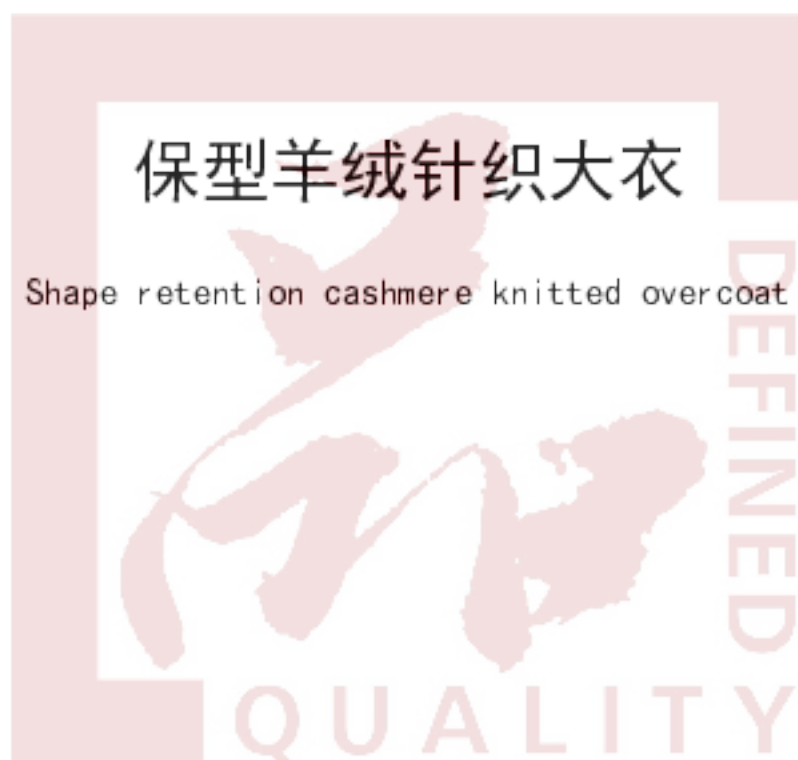 保型羊绒针织大衣
Shape retention cashmere knitted overcoat
DEFINED
QUALITY